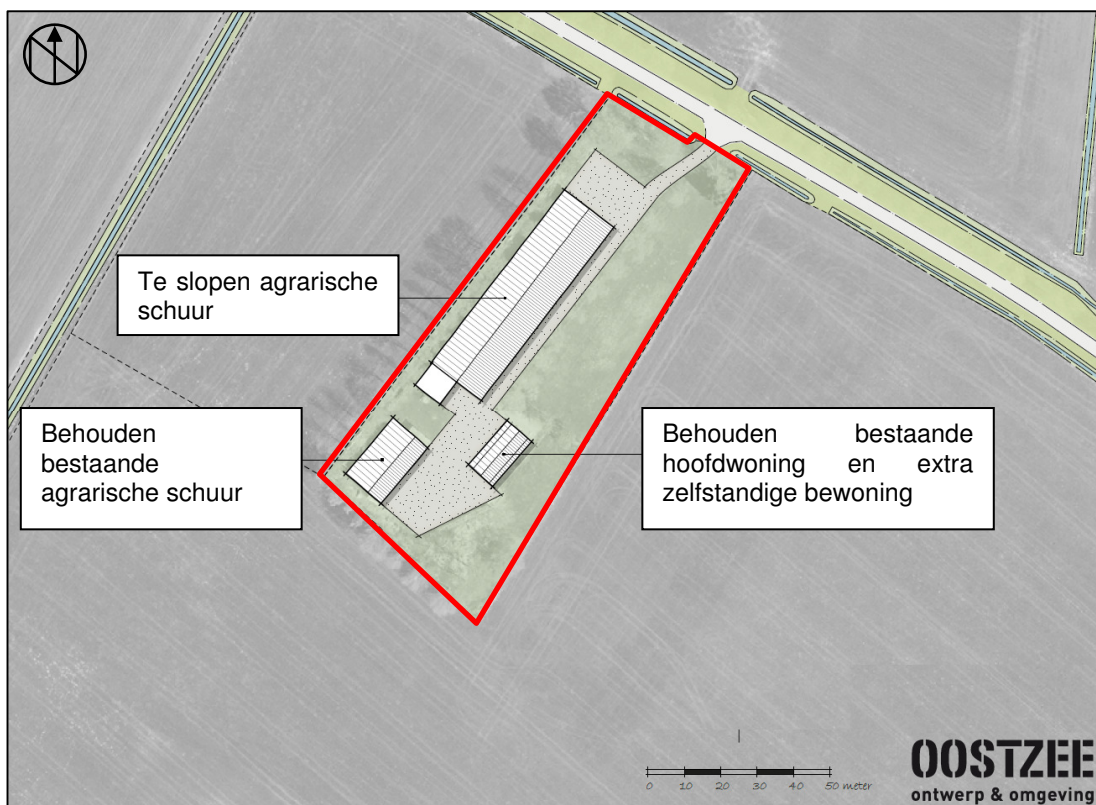 N
Te slopen agrarische
schuur
Behouden
bestaande
agrarische schuur
Behouden bestaande
hoofdwoning en extra
zelfstandige bewoning
0 10 20 30 40 50 meter
OOSTZEE
ontwerp & omgeving